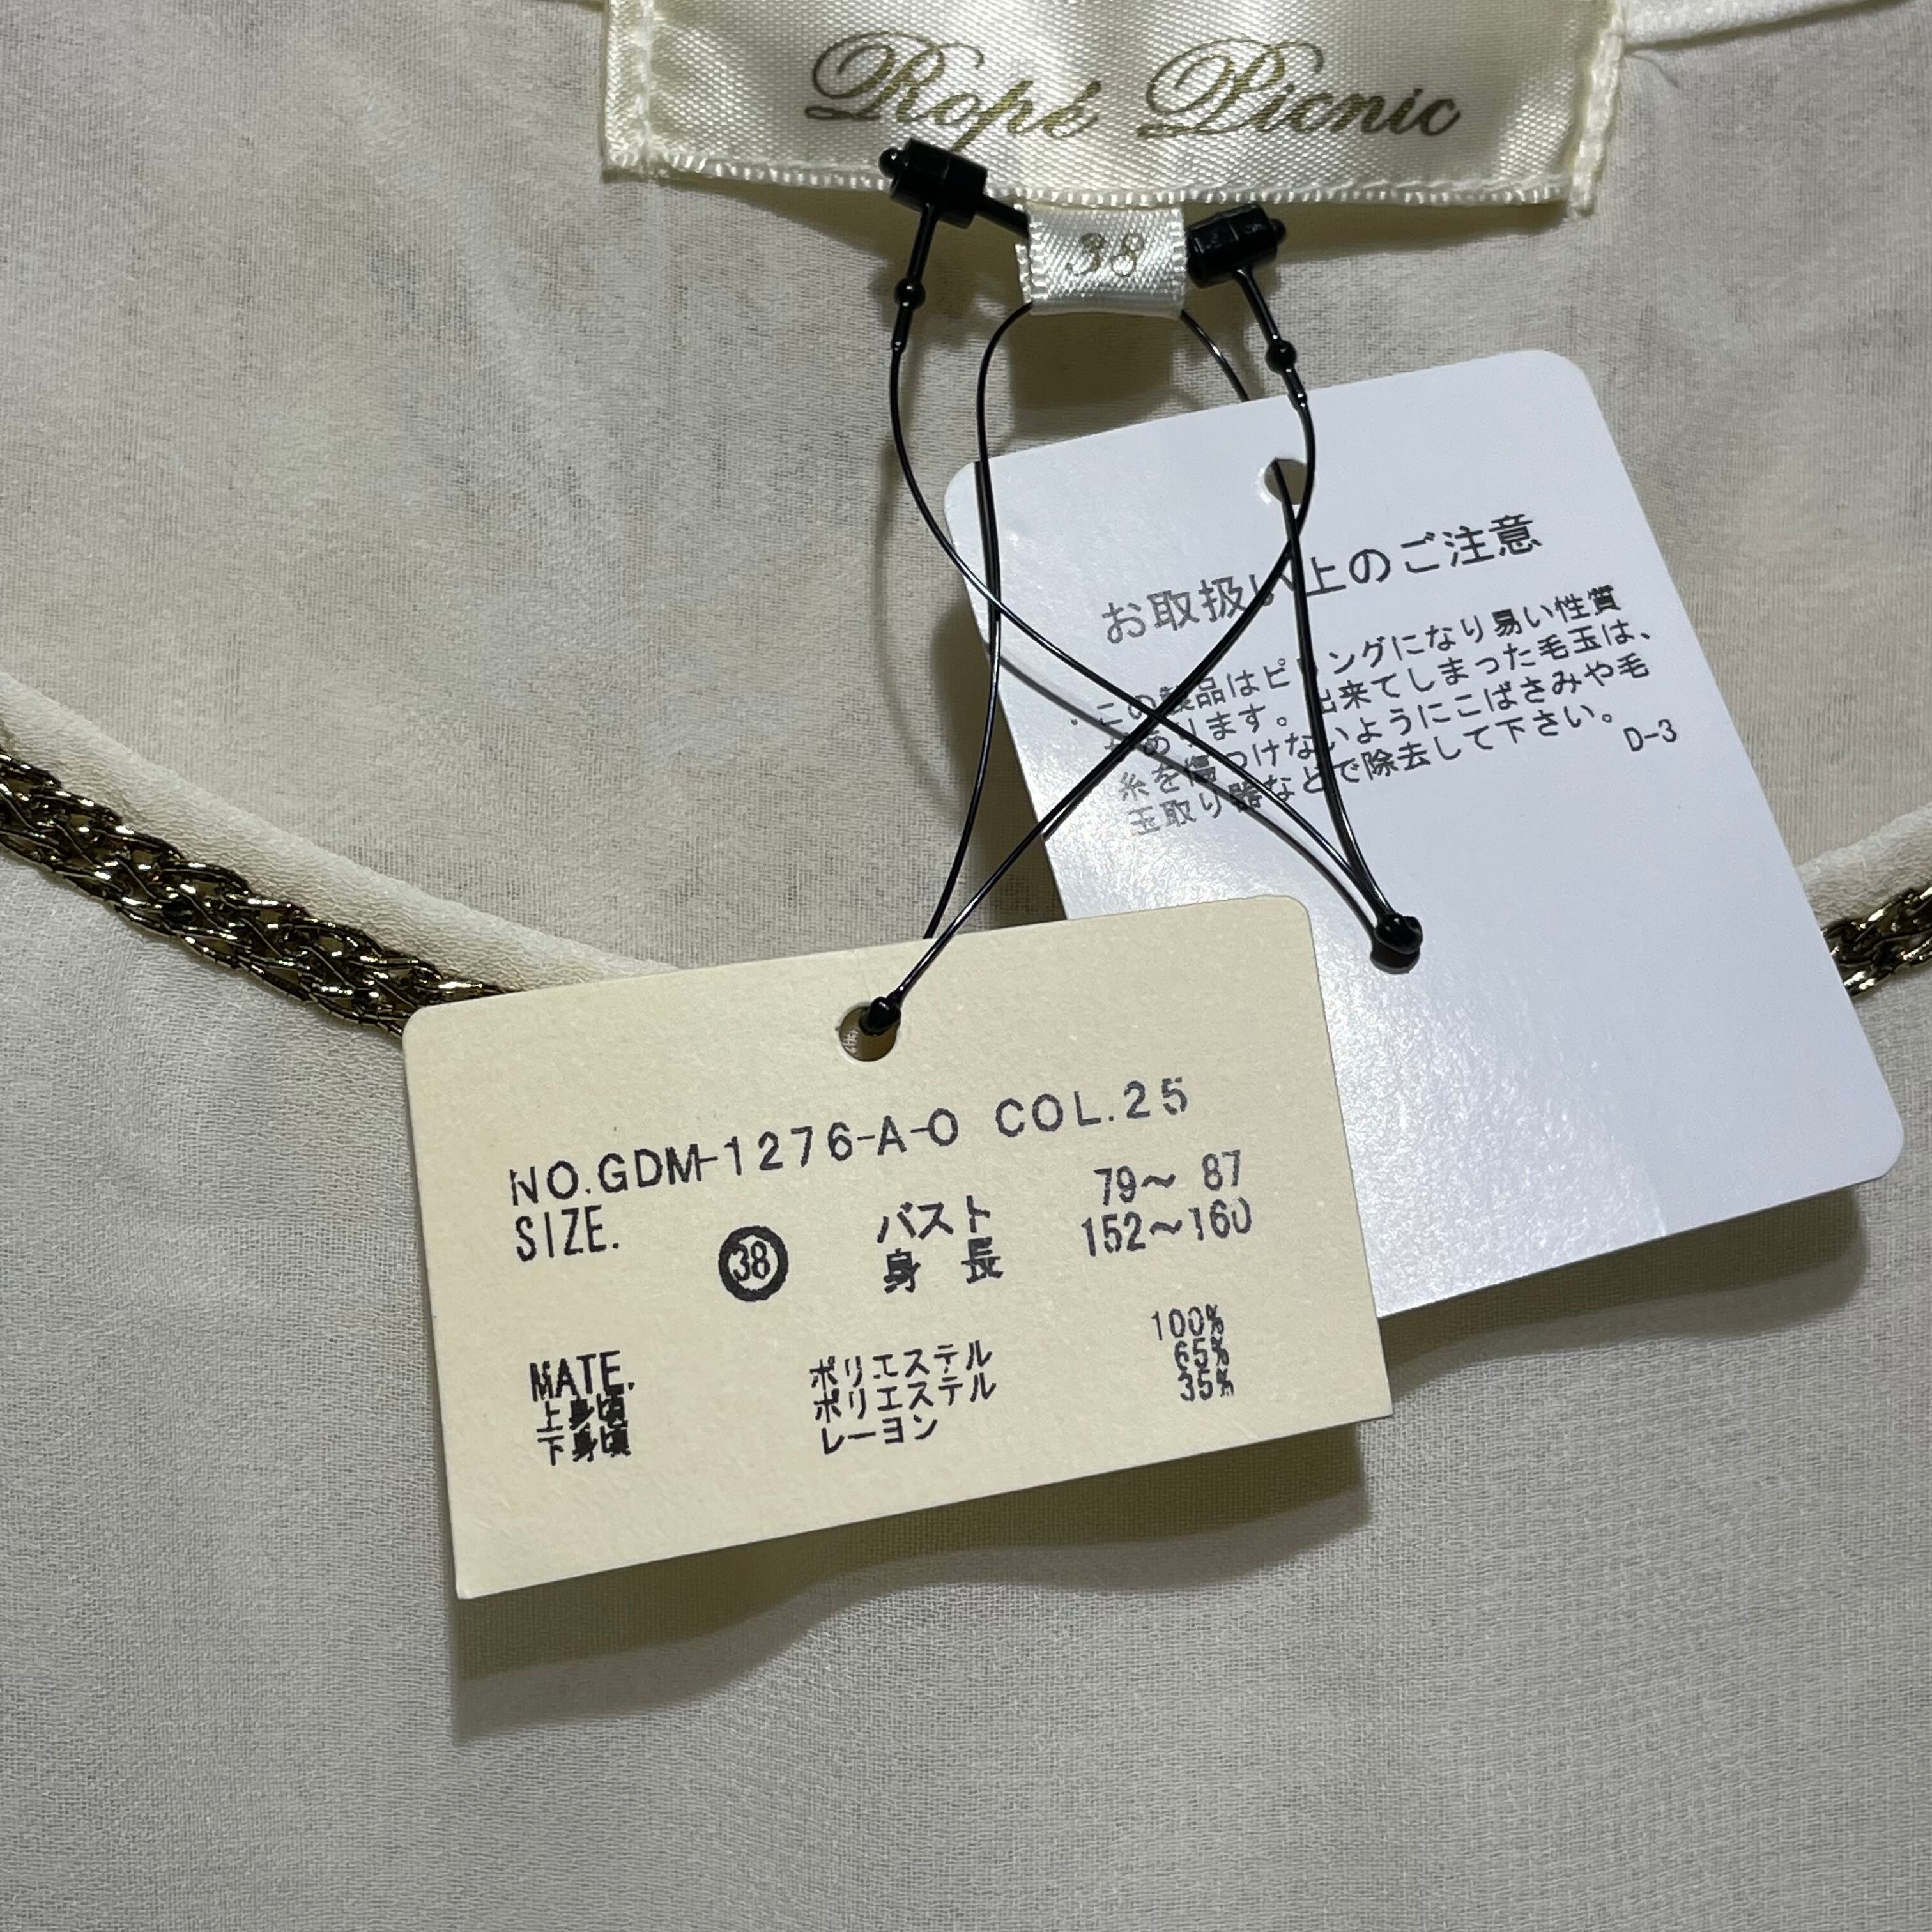 Ropé Picnic
38
お取扱い上のご注意
・この製品はピリングになり易い性質
があります。出来てしまった毛玉は、
糸を傷つけないようにこばさみや毛
玉取り器などで除去して下さい。
D-3
NO.GDM-1276-A-0 COL.25
SIZE. 38 バスト 79～ 87
身 長 152～160
MATE.
上身頃 ポリエステル 100%
下身頃 ポリエステル 65%
レーヨン 35%